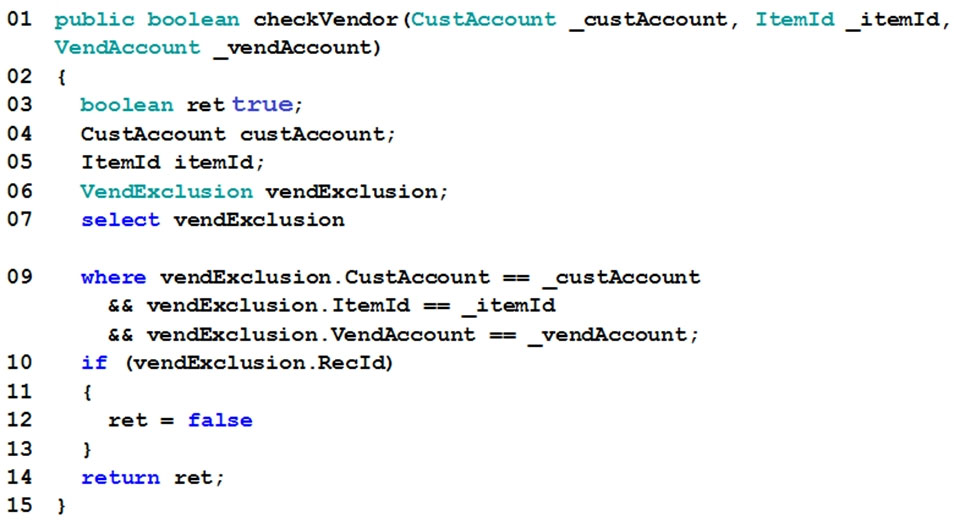 01 public boolean checkVendor(CustAccount _custAccount, ItemId _itemId,
VendAccount _vendAccount)
02 {
03 boolean ret true;
04 CustAccount custAccount;
05 ItemId itemId;
06 VendExclusion vendExclusion;
07 select vendExclusion
09 where vendExclusion.CustAccount == _custAccount
&& vendExclusion.ItemId == _itemId
&& vendExclusion.VendAccount == _vendAccount;
10 if (vendExclusion.RecId)
11 {
12 ret = false
13 }
14 return ret;
15 }